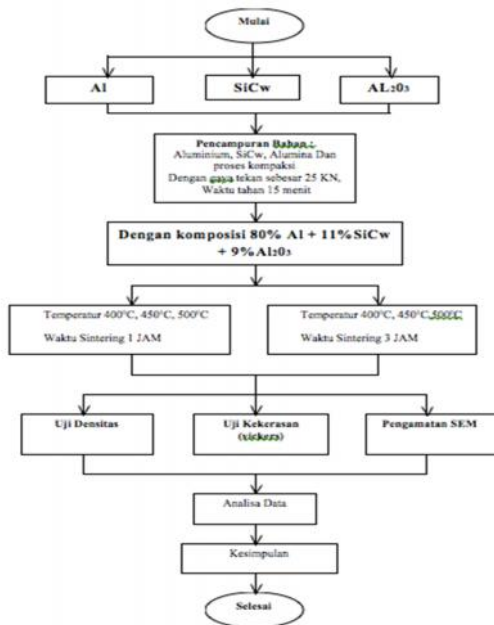 Mulai
Al
SiCw
AL₂0₃
Pencampuran Bahan :
Aluminium, SiCw, Alumina Dan
proses kompaksi
Dengan gaya tekan sebesar 25 KN,
Waktu tahan 15 menit
Dengan komposisi 80% Al + 11%SiCw
+ 9%Al₂0₃
Temperatur 400°C, 450°C, 500°C
Waktu Sintering 1 JAM
Temperatur 400°C, 450°C,500°C
Waktu Sintering 3 JAM
Uji Densitas
Uji Kekerasan
(vickers)
Pengamatan SEM
Analisa Data
Kesimpulan
Selesai